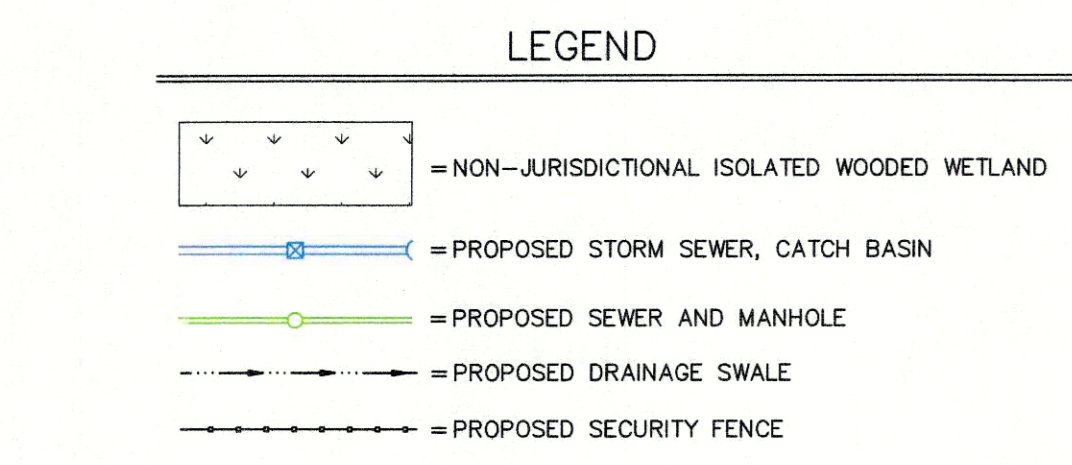 LEGEND
= NON-JURISDICTIONAL ISOLATED WOODED WETLAND
= PROPOSED STORM SEWER, CATCH BASIN
= PROPOSED SEWER AND MANHOLE
= PROPOSED DRAINAGE SWALE
= PROPOSED SECURITY FENCE